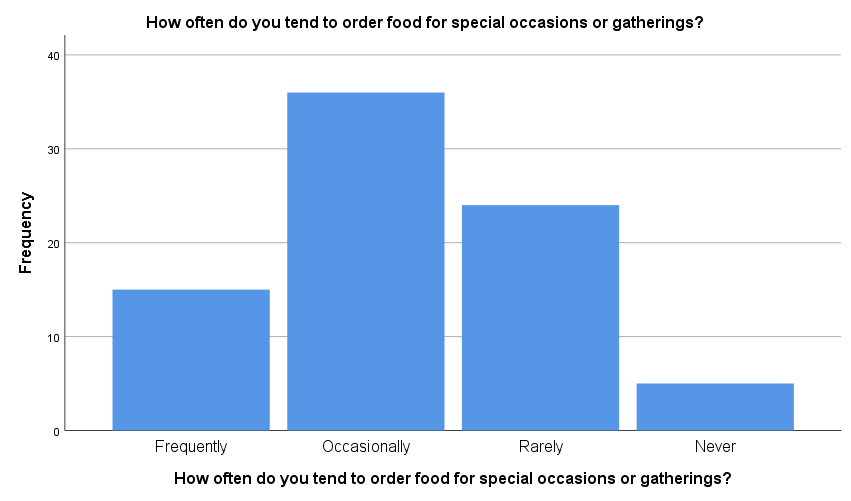 How often do you tend to order food for special occasions or gatherings?
40
30
20
10
0
Frequency
Frequently
Occasionally
Rarely
Never
How often do you tend to order food for special occasions or gatherings?